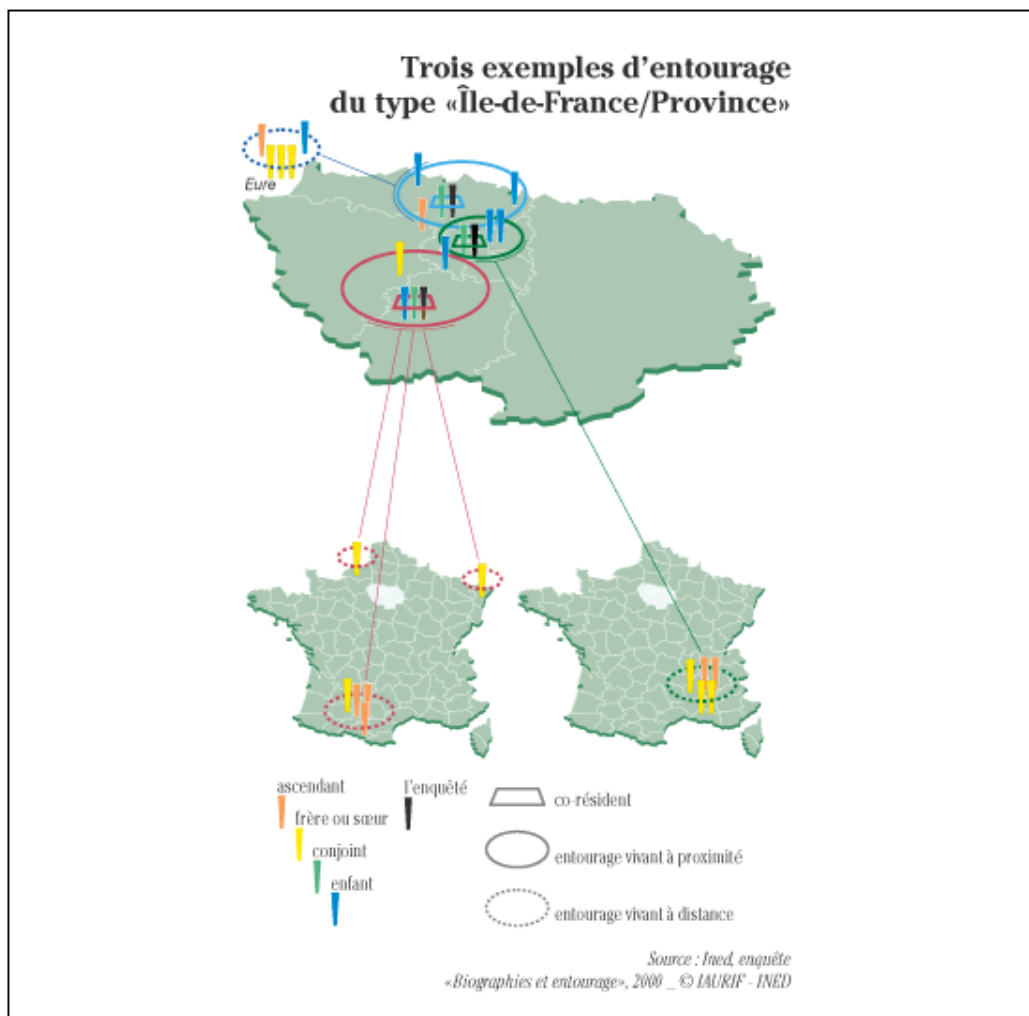 Trois exemples d'entourage
du type «Île-de-France/Province»
Eure
ascendant
frère ou sœur
conjoint
enfant
l'enquêté
co-résident
entourage vivant à proximité
entourage vivant à distance
Source : Ined, enquête
«Biographies et entourage», 2000 _ © IAURIF - INED